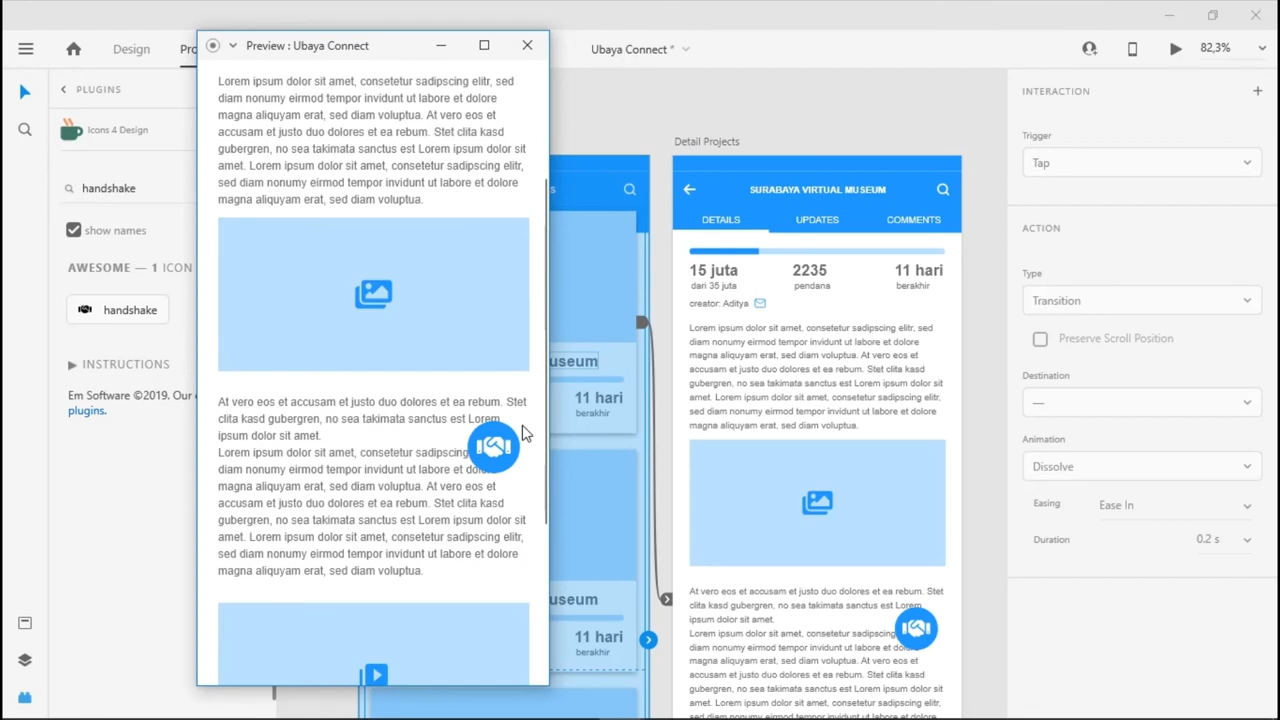 Preview : Ubaya Connect
Design
Pro
Ubaya Connect *
82,3%
PLUGINS
Icons 4 Design
handshake
show names
AWESOME — 1 ICON
handshake
INSTRUCTIONS
Em Software ©2019. Our
plugins.
Lorem ipsum dolor sit amet, consetetur sadipscing elitr, sed
diam nonumy eirmod tempor invidunt ut labore et dolore
magna aliquyam erat, sed diam voluptua. At vero eos et
accusam et justo duo dolores et ea rebum. Stet clita kasd
gubergren, no sea takimata sanctus est Lorem ipsum dolor sit
amet. Lorem ipsum dolor sit amet, consetetur sadipscing elitr,
sed diam nonumy eirmod tempor invidunt ut labore et dolore
magna aliquyam erat, sed diam voluptua.
At vero eos et accusam et justo duo dolores et ea rebum. Stet
clita kasd gubergren, no sea takimata sanctus est Lorem
ipsum dolor sit amet.
Lorem ipsum dolor sit amet, consetetur sadipscing
diam nonumy eirmod tempor invidunt ut labore et dolore
magna aliquyam erat, sed diam voluptua. At vero eos et
accusam et justo duo dolores et ea rebum. Stet clita kasd
gubergren, no sea takimata sanctus est Lorem ipsum dolor sit
amet. Lorem ipsum dolor sit amet, consetetur sadipscing elitr,
sed diam nonumy eirmod tempor invidunt ut labore et dolore
magna aliquyam erat, sed diam voluptua.
S
useum
11 hari
berakhir
useum
11 hari
berakhir
Detail Projects
SURABAYA VIRTUAL MUSEUM
DETAILS UPDATES COMMENTS
15 juta 2235 11 hari
dari 35 juta pendana berakhir
creator: Aditya
Lorem ipsum dolor sit amet, consetetur sadipscing elitr, sed
diam nonumy eirmod tempor invidunt ut labore et dolore
magna aliquyam erat, sed diam voluptua. At vero eos et
accusam et justo duo dolores et ea rebum. Stet clita kasd
gubergren, no sea takimata sanctus est Lorem ipsum dolor sit
amet. Lorem ipsum dolor sit amet, consetetur sadipscing elitr,
sed diam nonumy eirmod tempor invidunt ut labore et dolore
magna aliquyam erat, sed diam voluptua.
At vero eos et accusam et justo duo dolores et ea rebum. Stet
clita kasd gubergren, no sea takimata sanctus est Lorem
ipsum dolor sit amet.
Lorem ipsum dolor sit amet, consetetur sadipscing
diam nonumy eirmod tempor invidunt ut labore et dolore
magna aliquyam erat, sed diam voluptua. At vero eos et
accusam et justo duo dolores et ea rebum. Stet clita kasd
gubergren, no sea takimata sanctus est Lorem ipsum dolor sit
amet. Lorem ipsum dolor sit amet, consetetur sadipscing elitr,
INTERACTION
Trigger
Tap
ACTION
Type
Transition
Preserve Scroll Position
Destination
—
Animation
Dissolve
Easing Ease In
Duration 0.2 s